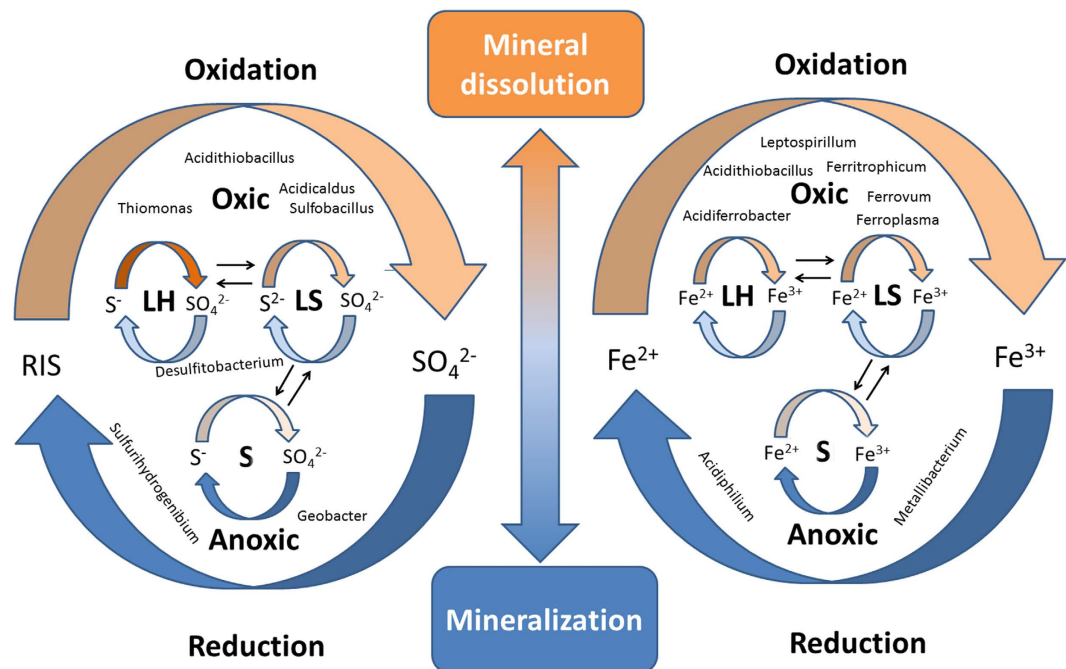 Mineral
dissolution
Oxidation
Acidithiobacillus
Oxic
Acidicaldus
Sulfobacillus
Thiomonas
S-
LH
SO₄²⁻
S²⁻
LS
SO₄²⁻
Desulfitobacterium
RIS
SO₄²⁻
S-
S
SO₄²⁻
Sulfurihydrogenibium
Geobacter
Anoxic
Reduction
Mineralization
Oxidation
Leptospirillum
Acidithiobacillus
Ferritrophicum
Oxic
Ferrovum
Ferroplasma
Acidiferrobacter
Fe²⁺
LH
Fe³⁺
Fe²⁺
LS
Fe³⁺
Fe²⁺
Fe³⁺
Fe²⁺
S
Fe³⁺
Acidiphilium
Metallibacterium
Anoxic
Reduction